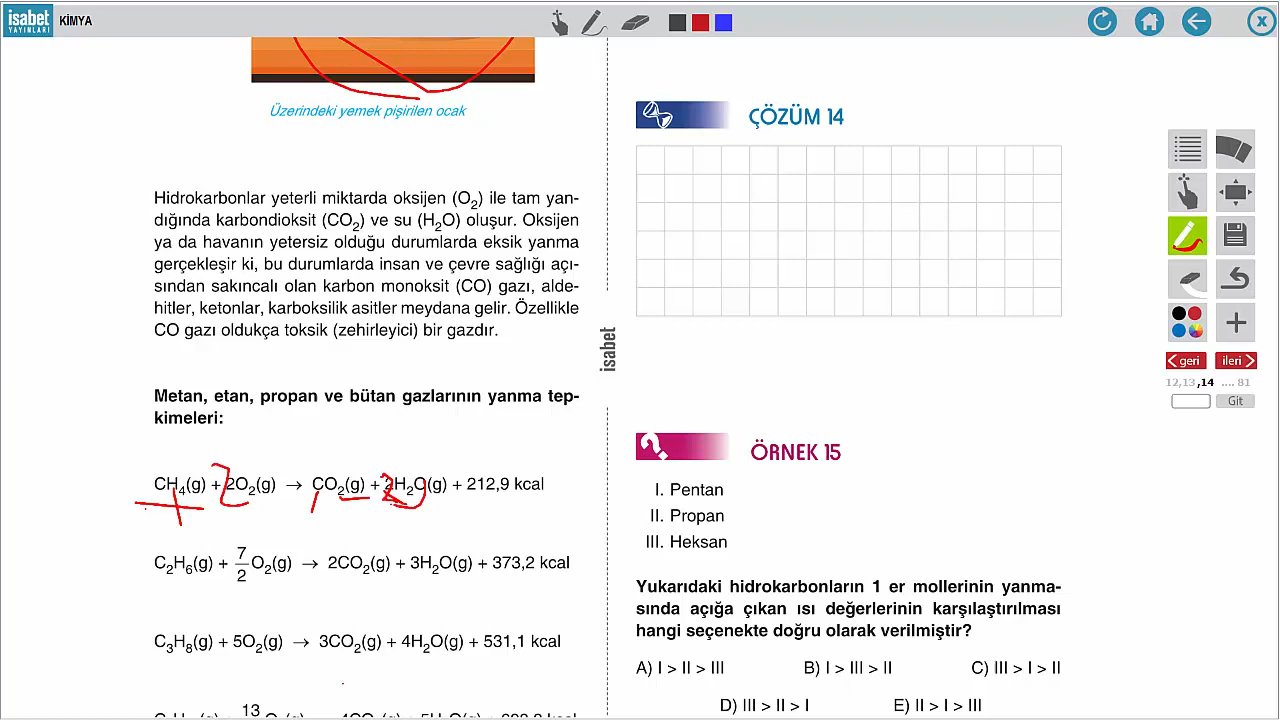 isabet
YAYINLARI
KİMYA
Üzerindeki yemek pişirilen ocak
Hidrokarbonlar yeterli miktarda oksijen (O2) ile tam yan-
dığında karbondioksit (CO2) ve su (H2O) oluşur. Oksijen
ya da havanın yetersiz olduğu durumlarda eksik yanma
gerçekleşir ki, bu durumlarda insan ve çevre sağlığı açı-
sından sakıncalı olan karbon monoksit (CO) gazı, alde-
hitler, ketonlar, karboksilik asitler meydana gelir. Özellikle
CO gazı oldukça toksik (zehirleyici) bir gazdır.
Metan, etan, propan ve bütan gazlarının yanma tep-
kimeleri:
CH4(g) + 2O2(g) → CO2(g) + 2H2O(g) + 212,9 kcal
C2H6(g) + 7/2 O2(g) → 2CO2(g) + 3H2O(g) + 373,2 kcal
C3H8(g) + 5O2(g) → 3CO2(g) + 4H2O(g) + 531,1 kcal
13
isabet
ÇÖZÜM 14
ÖRNEK 15
I. Pentan
II. Propan
III. Heksan
Yukarıdaki hidrokarbonların 1 er mollerinin yanma-
sında açığa çıkan ısı değerlerinin karşılaştırılması
hangi seçenekte doğru olarak verilmiştir?
A) I > II > III B) I > III > II C) III > I > II
D) III > II > I E) II > I > III
geri ileri
12,13,14 .... 81
Git